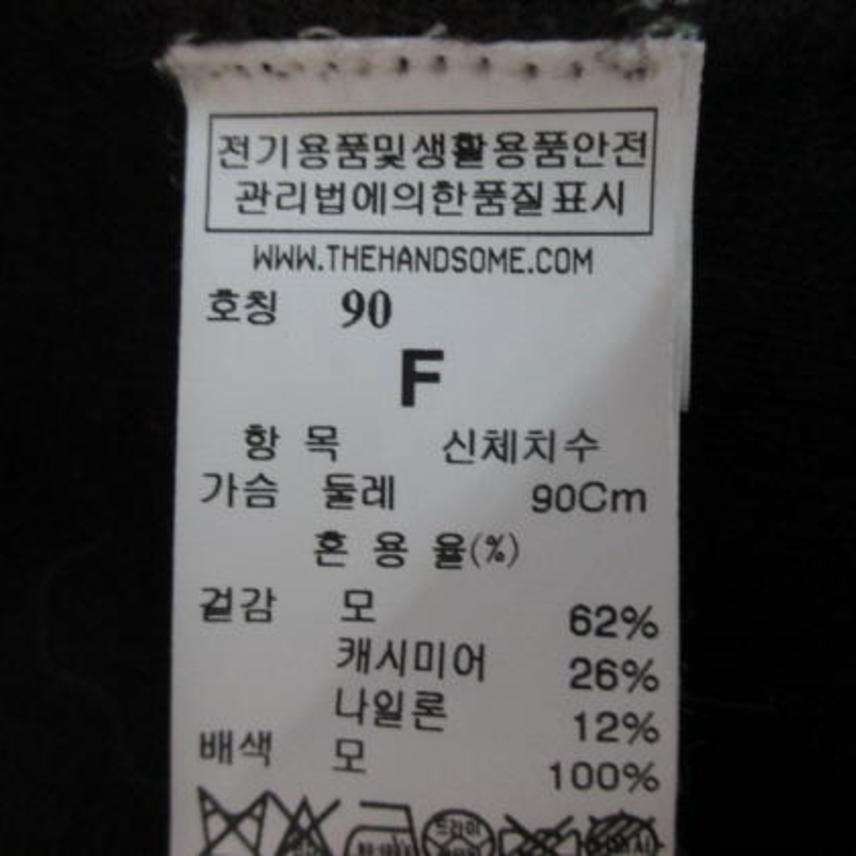 전기용품및생활용품안전
관리법에의한품질표시
WWW.THEHANDSOME.COM
호칭 90
F
항 목 신체치수
가슴 둘레 90Cm
혼 용 율(%)
겉감 모 62%
캐시미어 26%
나일론 12%
배색 모 100%
드라이